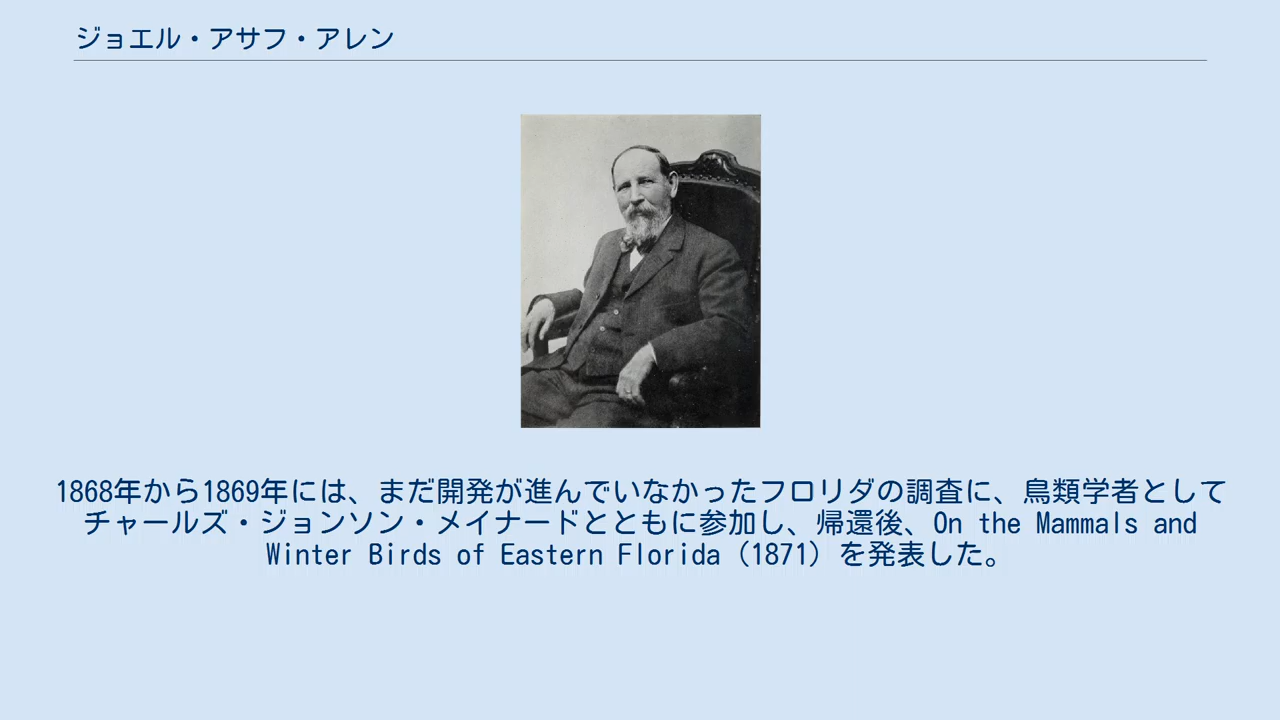 ジョエル・アサフ・アレン
1868年から1869年には、まだ開発が進んでいなかったフロリダの調査に、鳥類学者として
チャールズ・ジョンソン・メイナードとともに参加し、帰還後、On the Mammals and
Winter Birds of Eastern Florida（1871）を発表した。